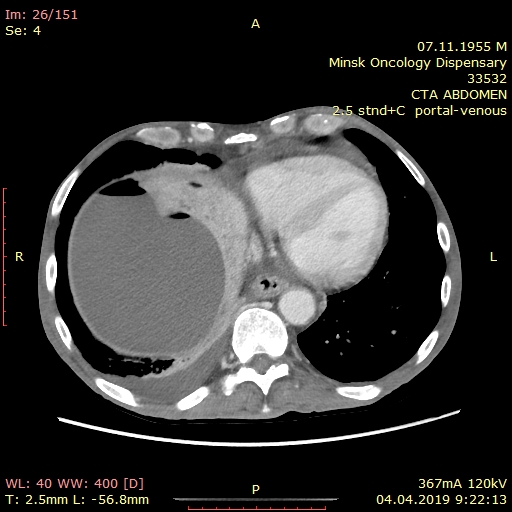 Im: 26/151
Se: 4
A
07.11.1955 M
Minsk Oncology Dispensary
33532
CTA ABDOMEN
2.5 stnd+C portal-venous
R
L
WL: 40 WW: 400 [D]
T: 2.5mm L: -56.8mm
P
367mA 120kV
04.04.2019 9:22:13